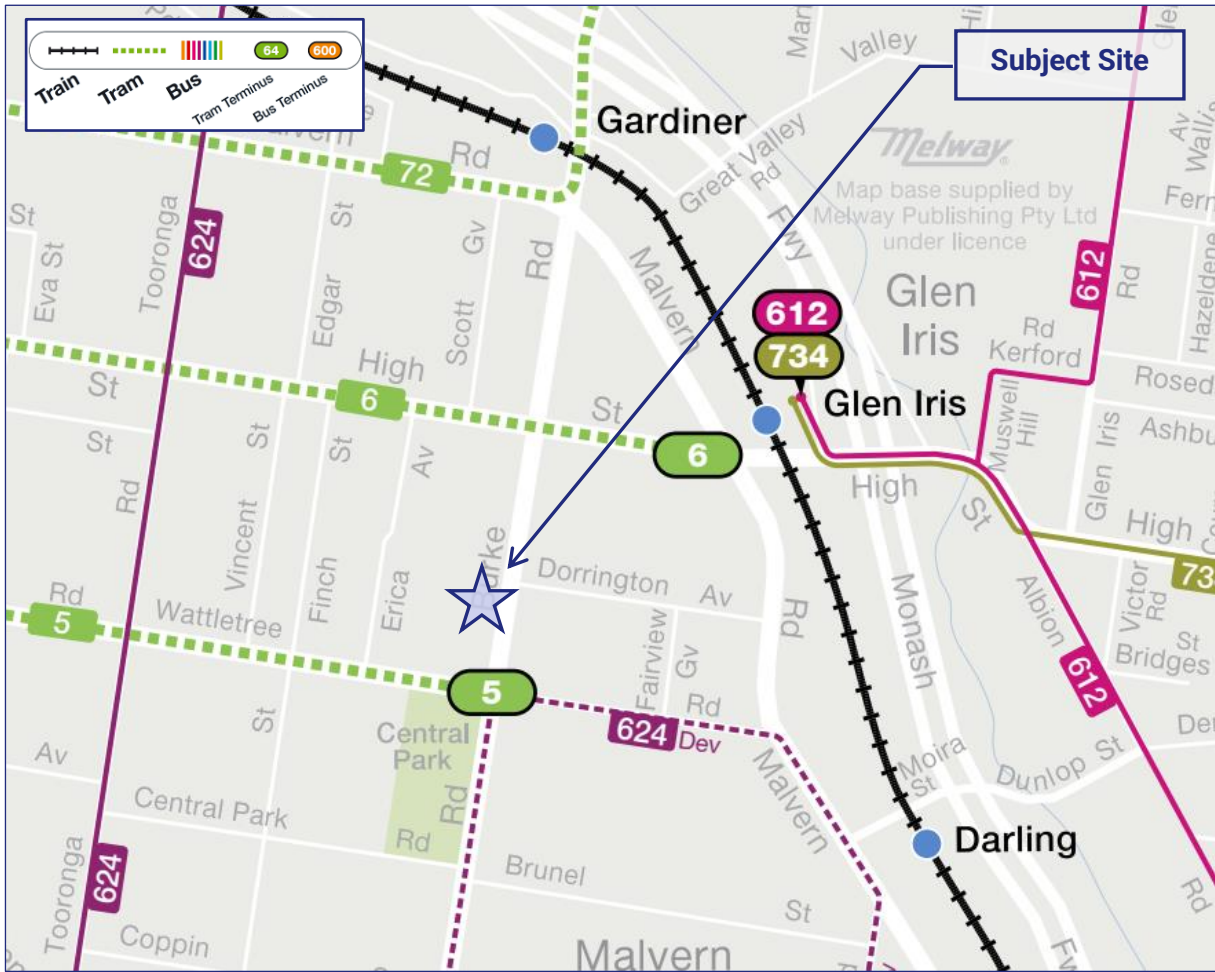 Train
Tram
Bus
64
Tram Terminus
600
Bus Terminus
Subject Site
Valley
Gardiner
Rd
72
Great Valley
Rd
Melway
Map base supplied by
Melway Publishing Pty Ltd
under licence
Fwy
St
Eva St
Tooronga
624
St
Edgar
Gv
Scott
Rd
Malvern
612
734
Glen
Iris
612
Rd
Hazeldene
Rd
Kerford
Glen Iris
High
St
6
St
6
St
Rd
St
Vincent
St
Finch
Av
Erica
Muswell
Hill
Glen Iris
High
St
High
Dorrington
Av
Rd
Wattletree
5
5
Fairview
Gv
Rd
Rd
624
Dev
Monash
Albion
612
Victor
Rd
St
Bridges
Central
Park
Rd
St
Av
Central Park
Rd
Malvern
Moira
St
Dunlop St
Darling
Rd
Brunel
St
Tooronga
624
Coppin
Malvern